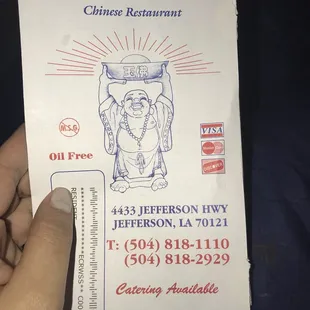 Chinese Restaurant
M.S.G
Oil Free
VISA
4433 JEFFERSON HWY
JEFFERSON, LA 70121
T: (504) 818-1110
(504) 818-2929
Catering Available